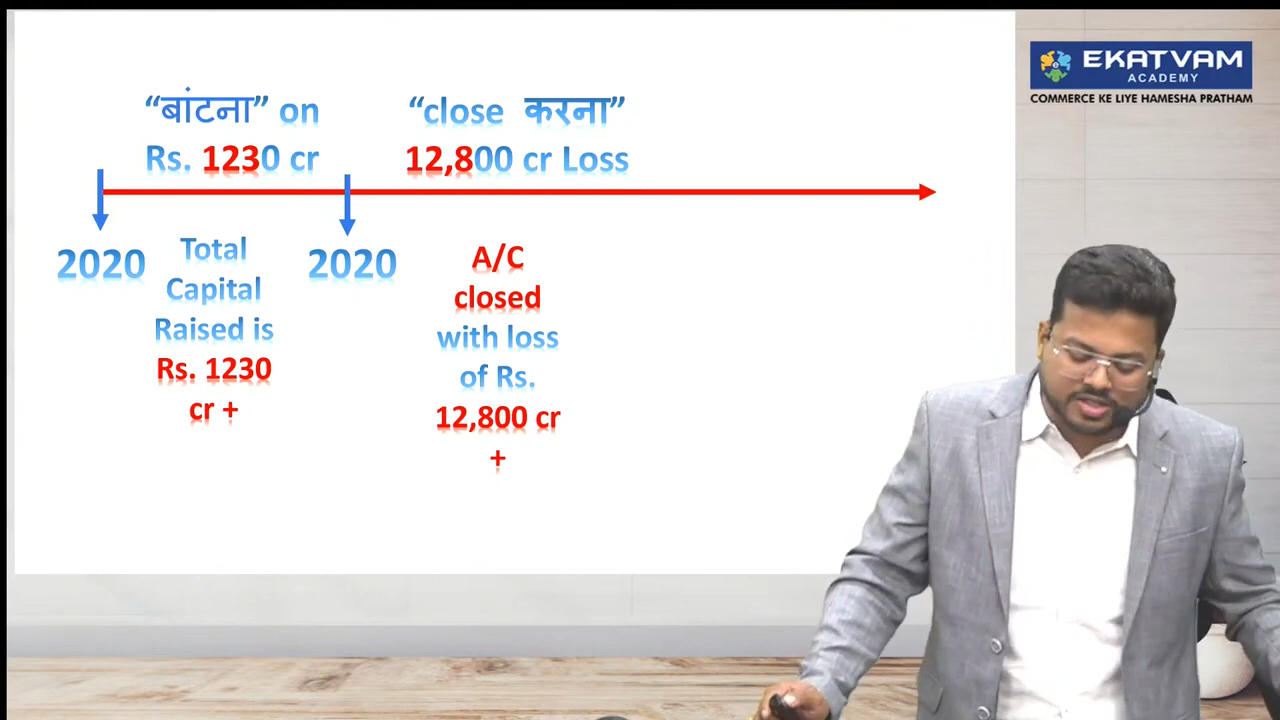 EKATVAM
ACADEMY
COMMERCE KE LIYE HAMESHA PRATHAM
“बांटना” on
Rs. 1230 cr
“close करना”
12,800 cr Loss
2020
Total
Capital
Raised is
Rs. 1230
cr +
2020
A/C
closed
with loss
of Rs.
12,800 cr
+